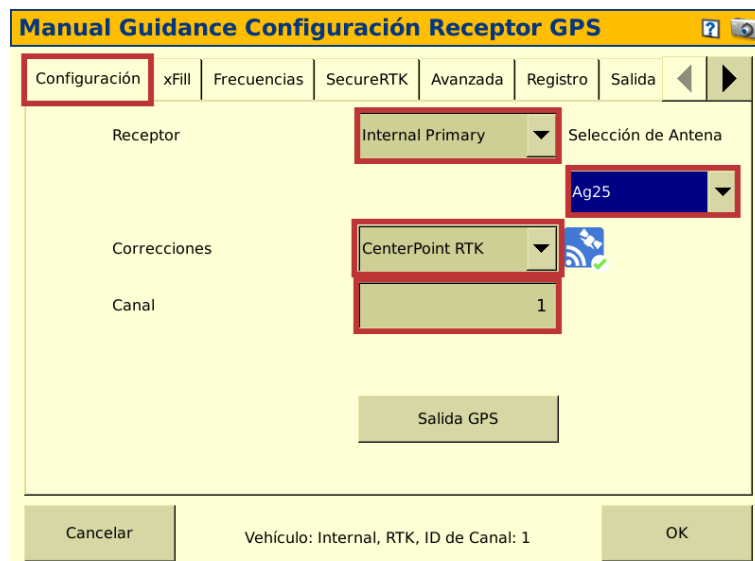 Manual Guidance Configuración Receptor GPS
Configuración xFill Frecuencias SecureRTK Avanzada Registro Salida
Receptor Internal Primary Selección de Antena
Ag25
Correcciones CenterPoint RTK
Canal 1
Salida GPS
Cancelar Vehículo: Internal, RTK, ID de Canal: 1 OK